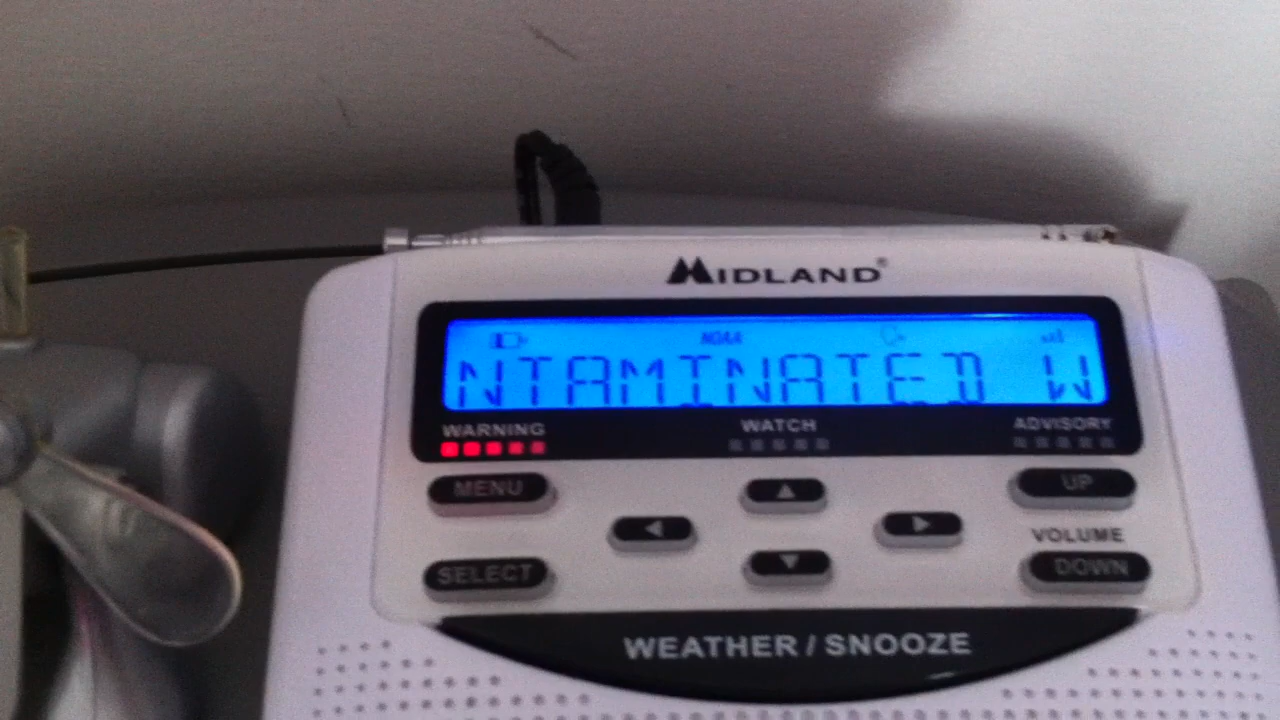 MIDLAND®
NOAA
NTAMINATED W
WARNING WATCH ADVISORY
MENU UP
VOLUME
SELECT DOWN
WEATHER / SNOOZE